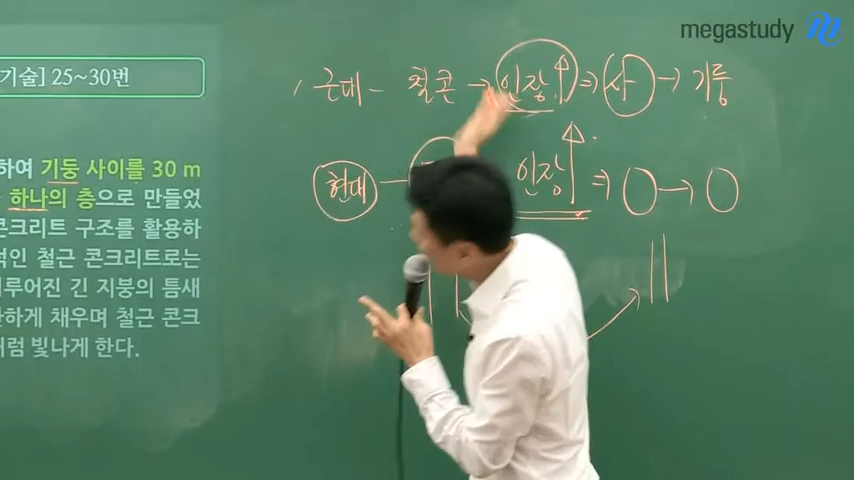 megastudy
기술] 25~30번
근대 - 철콘 → 인장↑ ⇒ 사 → 기둥
현대 - 인장↑ ⇒ ○ → ○
하여 기둥 사이를 30 m
하나의 층으로 만들었
콘크리트 구조를 활용하
적인 철근 콘크리트로는
이루어진 긴 지붕의 틈새
하게 채우며 철근 콘크
처럼 빛나게 한다.